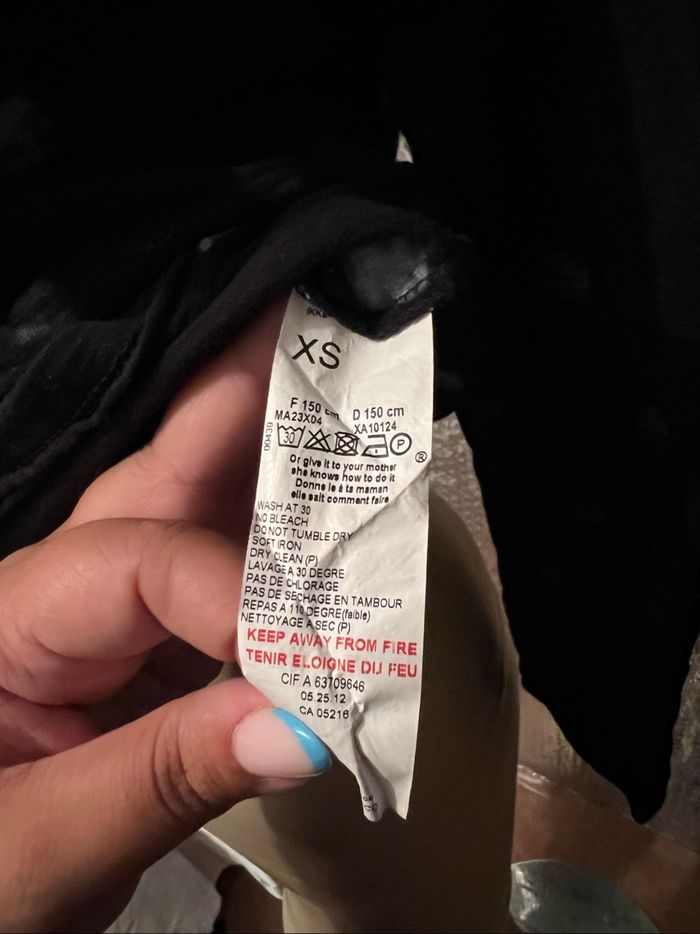 XS
F 150 cm D 150 cm
MA23X04 XA10124
00439
30 P
®
Or give it to your mother
she knows how to do it
Donne le à ta maman
elle sait comment faire
WASH AT 30
NO BLEACH
DO NOT TUMBLE DRY
SOFT IRON
DRY CLEAN (P)
LAVAGE A 30 DEGRE
PAS DE CHLORAGE
PAS DE SECHAGE EN TAMBOUR
REPAS A 110 DEGRE(faible)
NETTOYAGE A SEC (P)
KEEP AWAY FROM FIRE
TENIR ELOIGNE DU FEU
CIF A 63709646
05.25.12
CA 05216